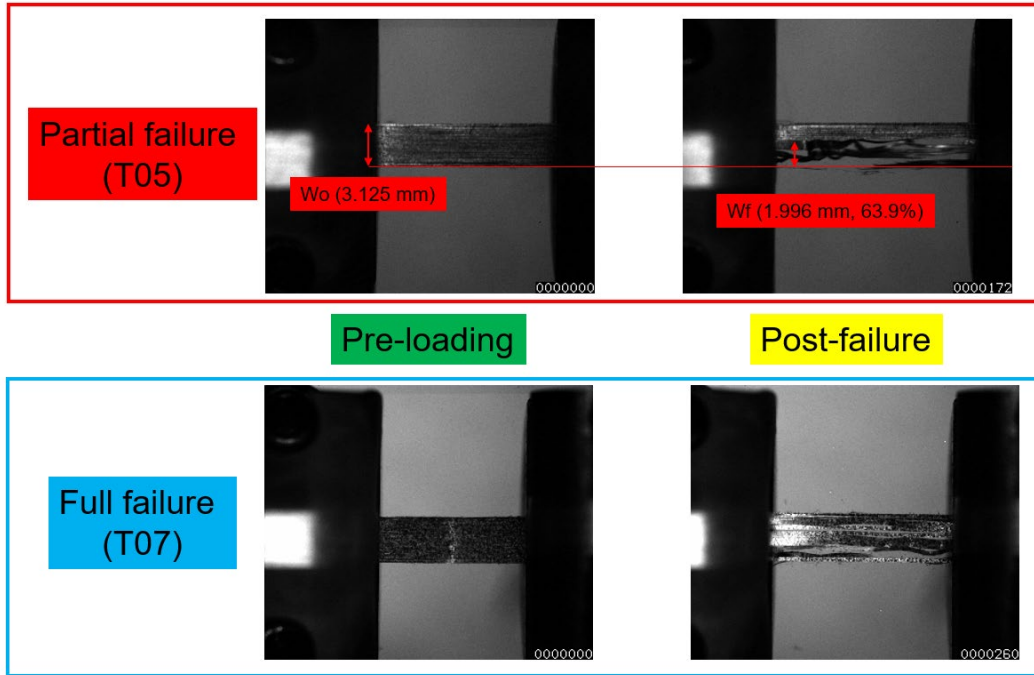 Partial failure
(T05)
Wo (3.125 mm)
0000000
Wf (1.996 mm, 63.9%)
0000172
Pre-loading
Post-failure
Full failure
(T07)
0000000
0000260